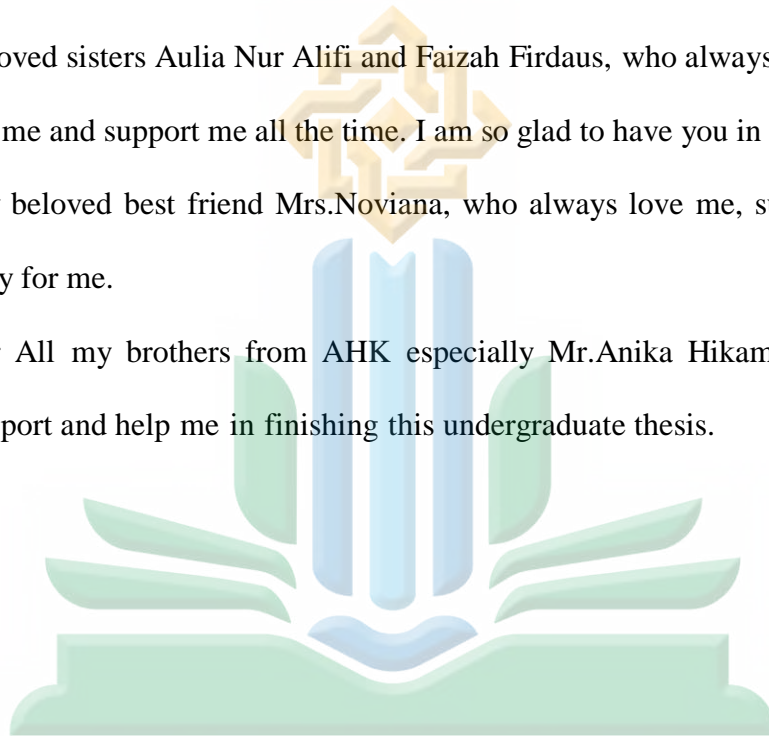 oved sisters Aulia Nur Alifi and Faizah Firdaus, who always
me and support me all the time. I am so glad to have you in
beloved best friend Mrs.Noviana, who always love me, s
y for me.
All my brothers from AHK especially Mr.Anika Hikam
port and help me in finishing this undergraduate thesis.